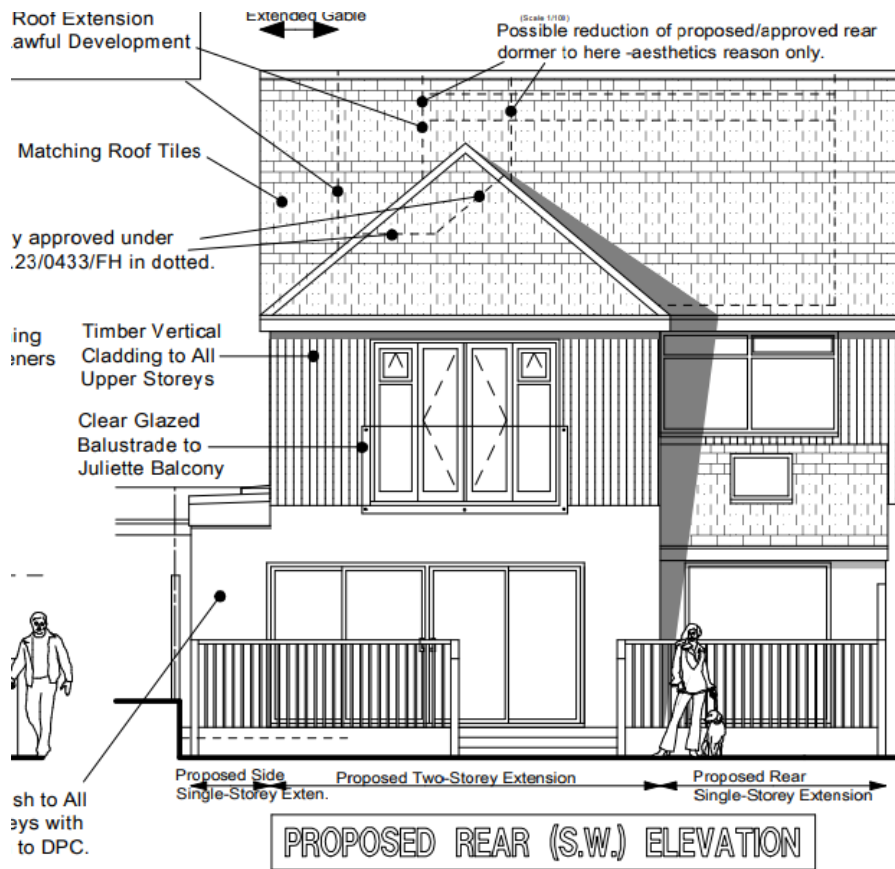 Roof Extension
Lawful Development
Extended Gable
(Scale 1/100)
Possible reduction of proposed/approved rear
dormer to here -aesthetics reason only.
Matching Roof Tiles
y approved under
.23/0433/FH in dotted.
Timber Vertical
Cladding to All
Upper Storeys
ing
eners
Clear Glazed
Balustrade to
Juliette Balcony
Proposed Side
Single-Storey Exten.
Proposed Two-Storey Extension
Proposed Rear
Single-Storey Extension
sh to All
eys with
to DPC.
PROPOSED REAR (S.W.) ELEVATION